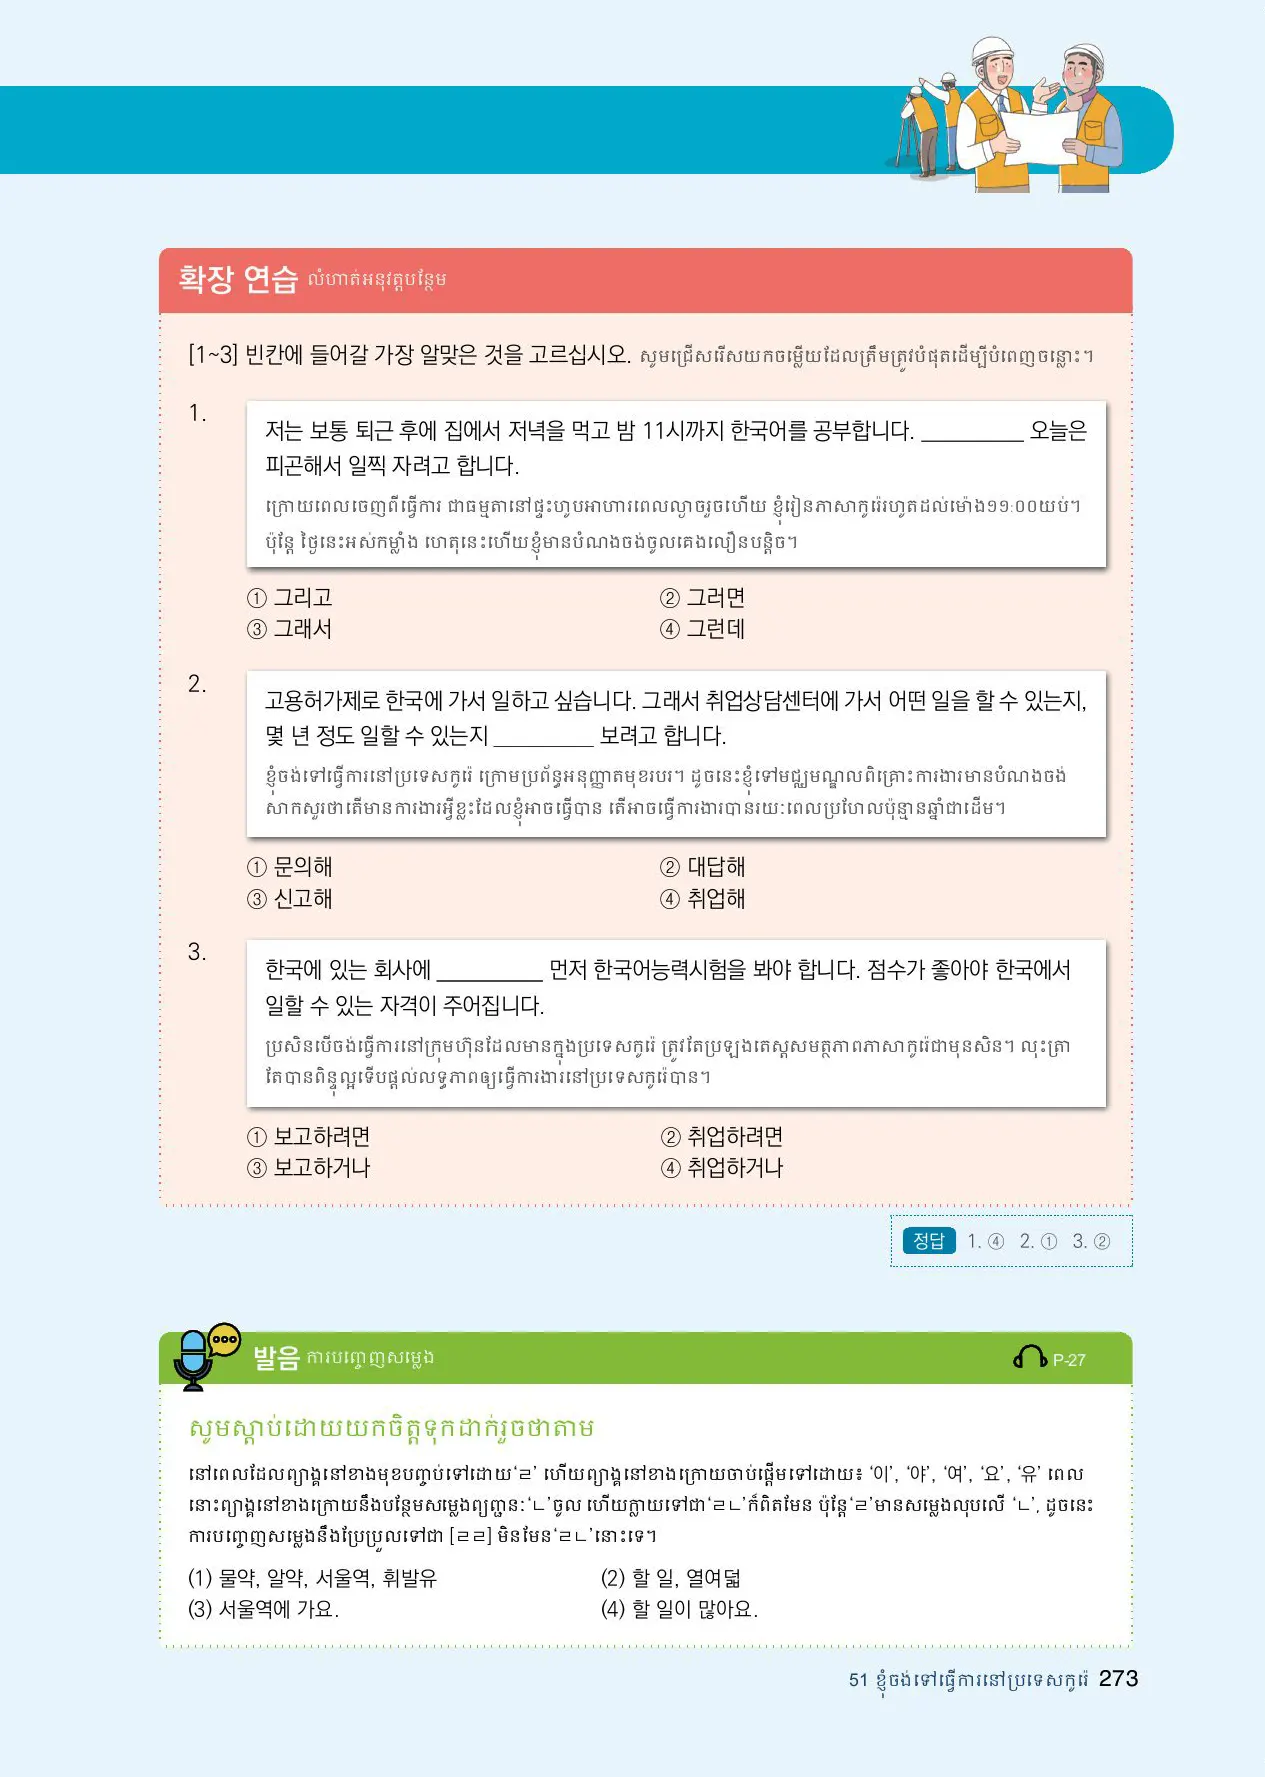 확장 연습 លំហាត់អនុវត្តបន្ថែម
[1~3] 빈칸에 들어갈 가장 알맞은 것을 고르십시오. សូមជ្រើសរើសយកចម្លើយដែលត្រឹមត្រូវបំផុតដើម្បីបំពេញចន្លោះ។
1.
저는 보통 퇴근 후에 집에서 저녁을 먹고 밤 11시까지 한국어를 공부합니다. __________ 오늘은
피곤해서 일찍 자려고 합니다.
ក្រោយពេលចេញពីធ្វើការ ជាធម្មតានៅផ្ទះហូបអាហារពេលល្ងាចរួចហើយ ខ្ញុំរៀនភាសាកូរ៉េរហូតដល់ម៉ោង១១:០០យប់។
ប៉ុន្តែ ថ្ងៃនេះអស់កម្លាំង ហេតុនេះហើយខ្ញុំមានបំណងចង់ចូលគេងលឿនបន្តិច។
① 그리고 ② 그러면
③ 그래서 ④ 그런데
2.
고용허가제로 한국에 가서 일하고 싶습니다. 그래서 취업상담센터에 가서 어떤 일을 할 수 있는지,
몇 년 정도 일할 수 있는지 __________ 보려고 합니다.
ខ្ញុំចង់ទៅធ្វើការនៅប្រទេសកូរ៉េ ក្រោមប្រព័ន្ធអនុញ្ញាតមុខរបរ។ ដូចនេះខ្ញុំទៅមជ្ឈមណ្ឌលពិគ្រោះការងារមានបំណងចង់
សាកសួរថាតើមានការងារអ្វីខ្លះដែលខ្ញុំអាចធ្វើបាន តើអាចធ្វើការងារបានរយៈពេលប្រហែលប៉ុន្មានឆ្នាំជាដើម។
① 문의해 ② 대답해
③ 신고해 ④ 취업해
3.
한국에 있는 회사에 __________ 먼저 한국어능력시험을 봐야 합니다. 점수가 좋아야 한국에서
일할 수 있는 자격이 주어집니다.
ប្រសិនបើចង់ធ្វើការនៅក្រុមហ៊ុនដែលមានក្នុងប្រទេសកូរ៉េ ត្រូវតែប្រឡងតេស្តសមត្ថភាពភាសាកូរ៉េជាមុនសិន។ លុះត្រា
តែបានពិន្ទុល្អទើបផ្តល់លទ្ធភាពឲ្យធ្វើការងារនៅប្រទេសកូរ៉េបាន។
① 보고하려면 ② 취업하려면
③ 보고하거나 ④ 취업하거나
정답 1. ④ 2. ① 3. ②
발음 ការបញ្ចេញសម្លេង P-27
សូមស្តាប់ដោយយកចិត្តទុកដាក់រួចថាតាម
នៅពេលដែលព្យាង្គនៅខាងមុខបញ្ចប់ទៅដោយ‘ㄹ’ ហើយព្យាង្គនៅខាងក្រោយចាប់ផ្តើមទៅដោយ៖ ‘이’, ‘야’, ‘여’, ‘요’, ‘유’ ពេល
នោះព្យាង្គនៅខាងក្រោយនឹងបន្ថែមសម្លេងព្យញ្ជនៈ‘ㄴ’ចូល ហើយក្លាយទៅជា‘ㄹㄴ’ក៏ពិតមែន ប៉ុន្តែ‘ㄹ’មានសម្លេងលុបលើ ‘ㄴ’, ដូចនេះ
ការបញ្ចេញសម្លេងនឹងប្រែប្រួលទៅជា [ㄹㄹ] មិនមែន‘ㄹㄴ’នោះទេ។
(1) 물약, 알약, 서울역, 휘발유 (2) 할 일, 열여덟
(3) 서울역에 가요. (4) 할 일이 많아요.
51 ខ្ញុំចង់ទៅធ្វើការនៅប្រទេសកូរ៉េ 273